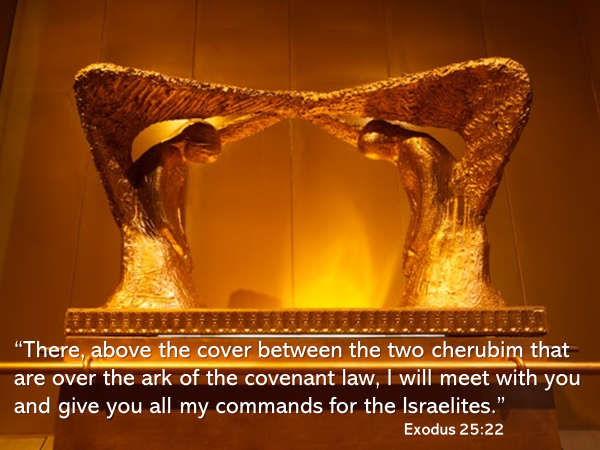 “There, above the cover between the two cherubim that
are over the ark of the covenant law, I will meet with you
and give you all my commands for the Israelites.”
Exodus 25:22